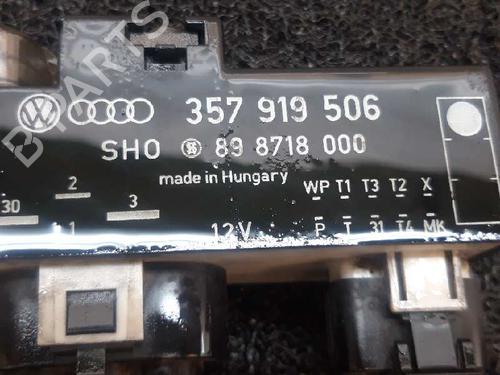 B-PARTS
357 919 506
SHO 89 8718 000
made in Hungary
2
WP T1 T3 T2 X
30
3
1
12V
P T 31 T4 MK